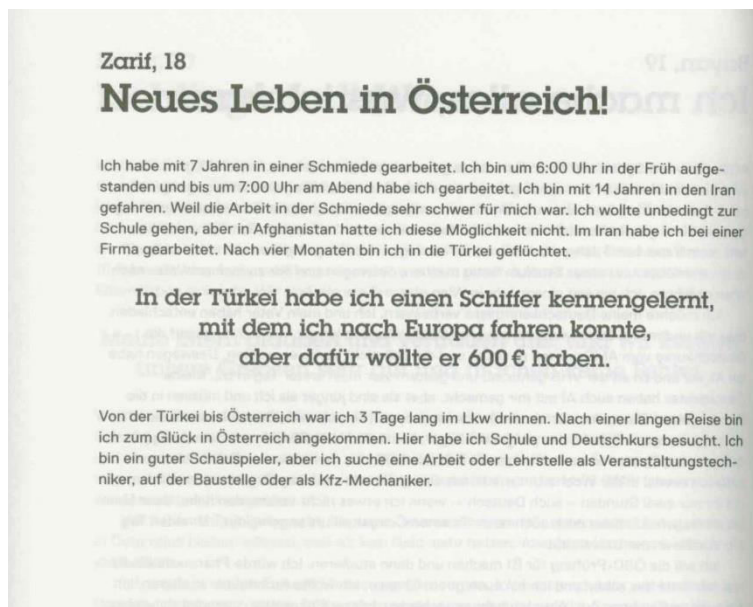 Zarif, 18
Neues Leben in Österreich!
Ich habe mit 7 Jahren in einer Schmiede gearbeitet. Ich bin um 6:00 Uhr in der Früh aufge-
standen und bis um 7:00 Uhr am Abend habe ich gearbeitet. Ich bin mit 14 Jahren in den Iran
gefahren. Weil die Arbeit in der Schmiede sehr schwer für mich war. Ich wollte unbedingt zur
Schule gehen, aber in Afghanistan hatte ich diese Möglichkeit nicht. Im Iran habe ich bei einer
Firma gearbeitet. Nach vier Monaten bin ich in die Türkei geflüchtet.
In der Türkei habe ich einen Schiffer kennengelernt,
mit dem ich nach Europa fahren konnte,
aber dafür wollte er 600 € haben.
Von der Türkei bis Österreich war ich 3 Tage lang im Lkw drinnen. Nach einer langen Reise bin
ich zum Glück in Österreich angekommen. Hier habe ich Schule und Deutschkurs besucht. Ich
bin ein guter Schauspieler, aber ich suche eine Arbeit oder Lehrstelle als Veranstaltungstech-
niker, auf der Baustelle oder als Kfz-Mechaniker.